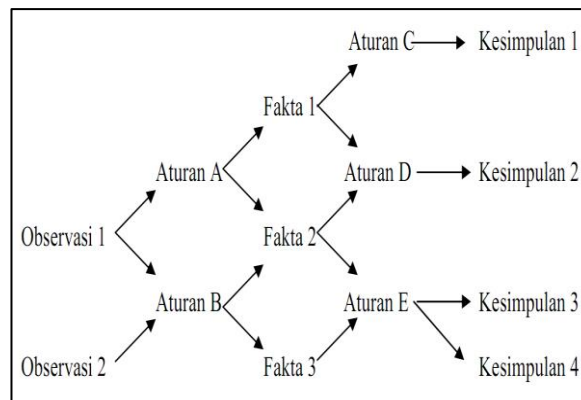 Aturan C Kesimpulan 1
Fakta 1
Aturan A Aturan D Kesimpulan 2
Observasi 1 Fakta 2
Aturan B Aturan E Kesimpulan 3
Observasi 2 Fakta 3 Kesimpulan 4